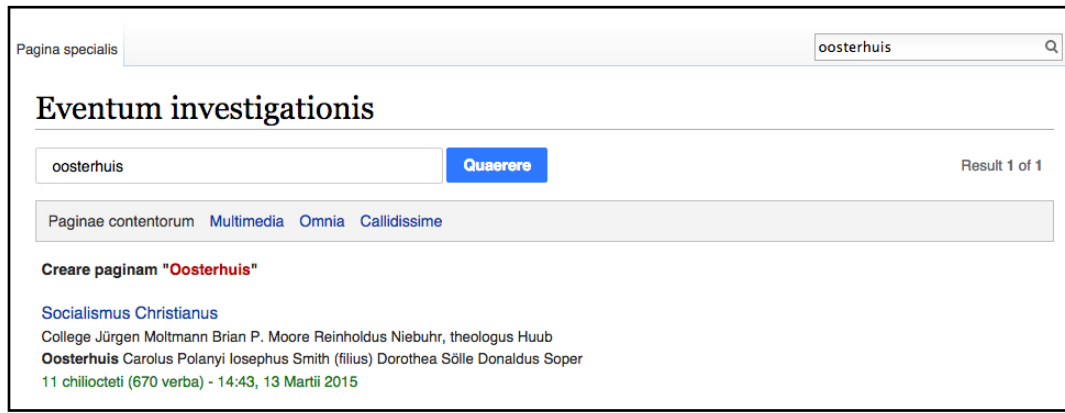 Pagina specialis
oosterhuis
Eventum investigationis
oosterhuis
Quaerere
Result 1 of 1
Paginae contentorum Multimedia Omnia Callidissime
Creare paginam "Oosterhuis"
Socialismus Christianus
College Jürgen Moltmann Brian P. Moore Reinholdus Niebuhr, theologus Huub
Oosterhuis Carolus Polanyi Iosephus Smith (filius) Dorothea Sölle Donaldus Soper
11 chiliocteti (670 verba) - 14:43, 13 Martii 2015